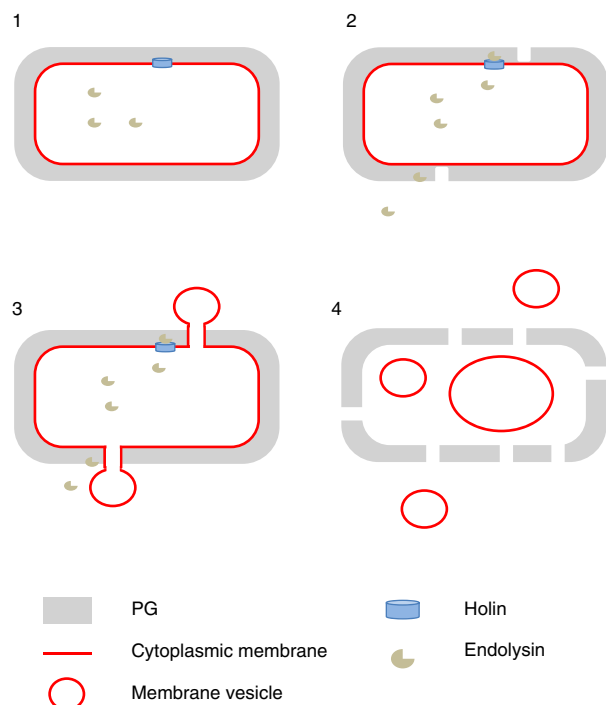 1
2
3
4
PG
Holin
Cytoplasmic membrane
Endolysin
Membrane vesicle